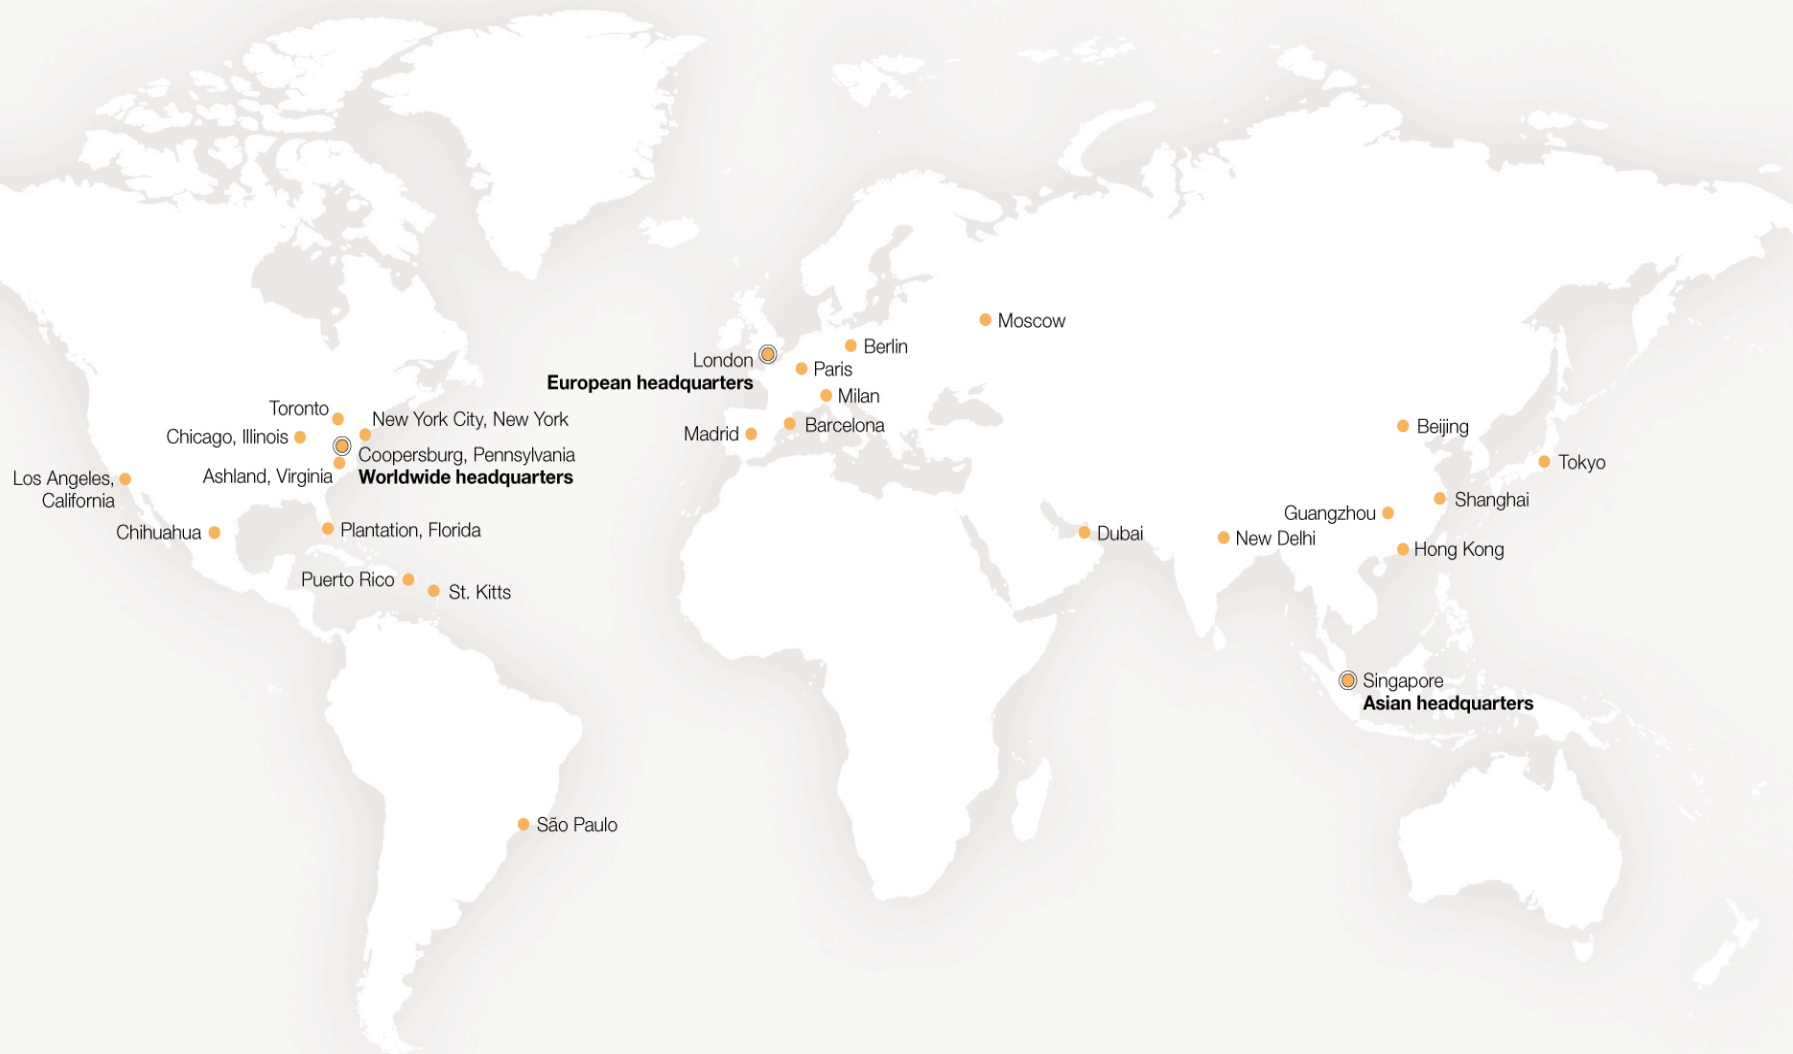 Moscow
Berlin
London
European headquarters
Paris
Milan
Barcelona
Madrid
Toronto
New York City, New York
Chicago, Illinois
Coopersburg, Pennsylvania
Worldwide headquarters
Ashland, Virginia
Los Angeles,
California
Chihuahua
Plantation, Florida
Puerto Rico
St. Kitts
São Paulo
Beijing
Tokyo
Shanghai
Guangzhou
Dubai
New Delhi
Hong Kong
Singapore
Asian headquarters